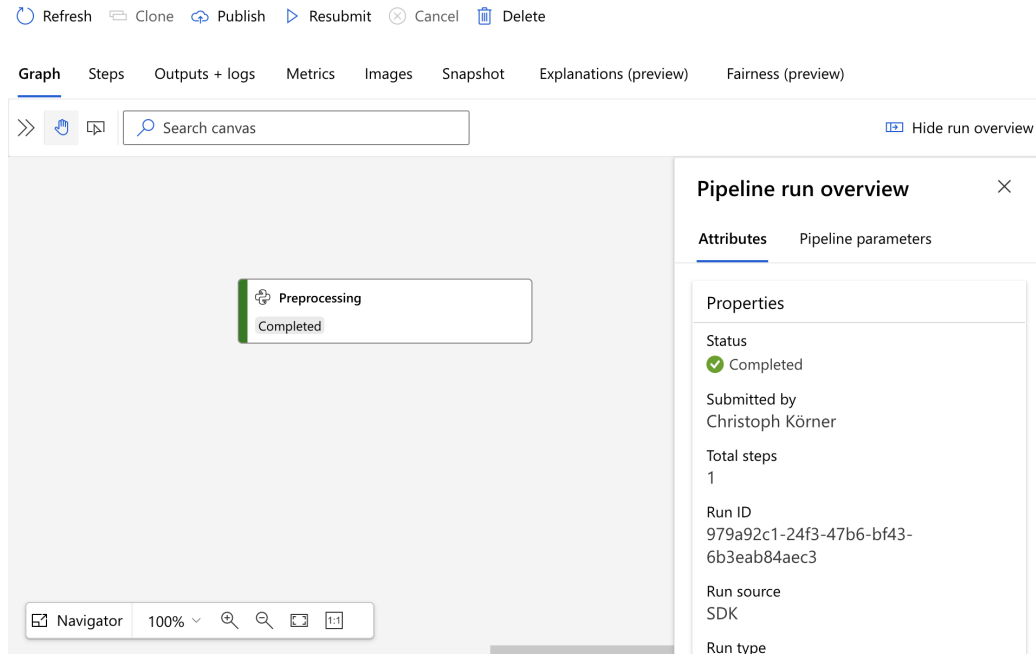 Refresh Clone Publish Resubmit Cancel Delete
Graph Steps Outputs + logs Metrics Images Snapshot Explanations (preview) Fairness (preview)
Search canvas Hide run overview
Pipeline run overview
Attributes Pipeline parameters
Preprocessing
Completed
Properties
Status
Completed
Submitted by
Christoph Körner
Total steps
1
Run ID
979a92c1-24f3-47b6-bf43-
6b3eab84aec3
Run source
SDK
Run type
Navigator 100% 1:1